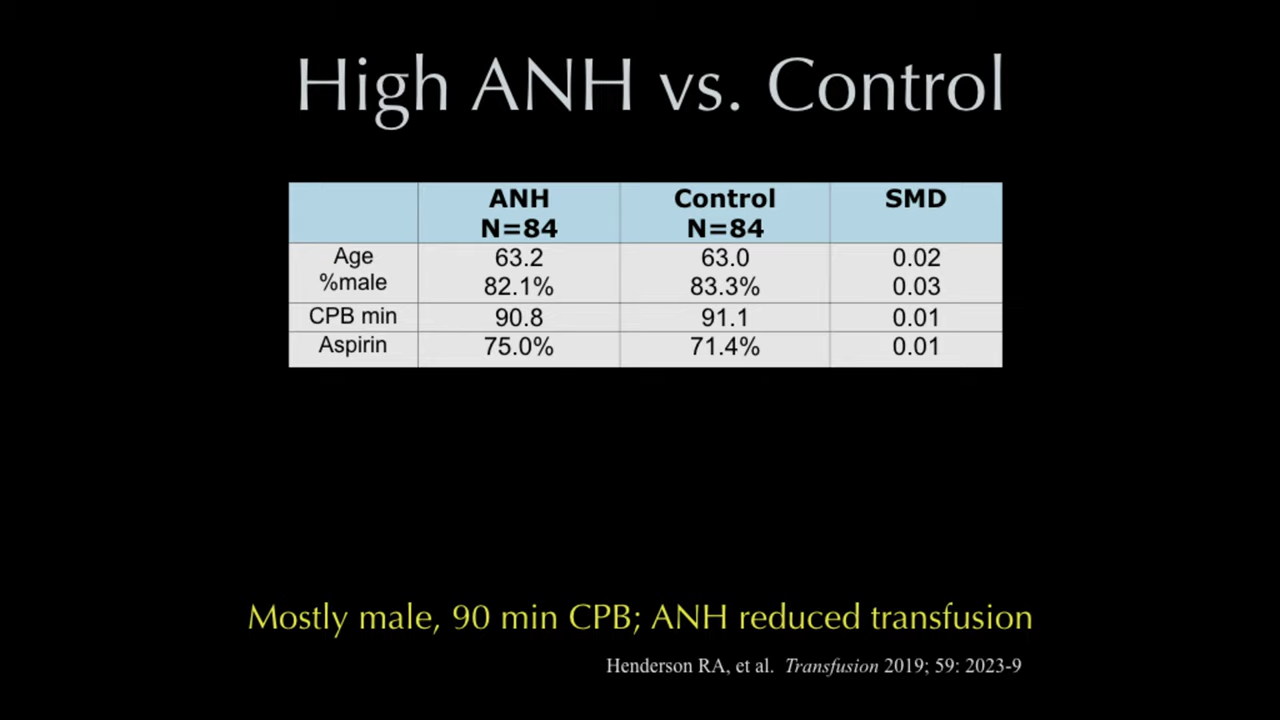 High ANH vs. Control
ANH Control SMD
N=84 N=84
Age 63.2 63.0 0.02
%male 82.1% 83.3% 0.03
CPB min 90.8 91.1 0.01
Aspirin 75.0% 71.4% 0.01
Mostly male, 90 min CPB; ANH reduced transfusion
Henderson RA, et al. Transfusion 2019; 59: 2023-9